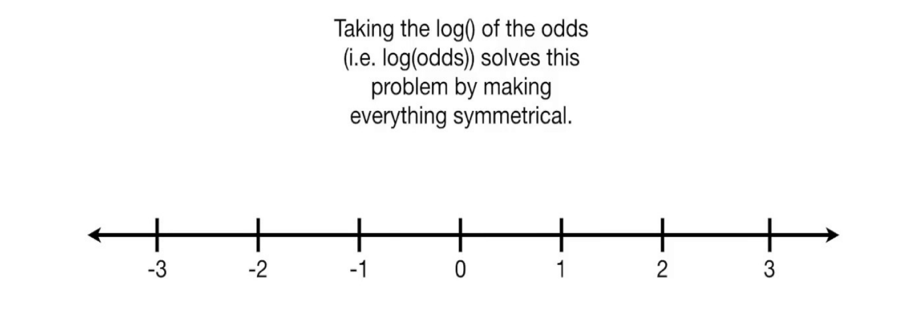 Taking the log() of the odds
(i.e. log(odds)) solves this
problem by making
everything symmetrical.
-3 -2 -1 0 1 2 3